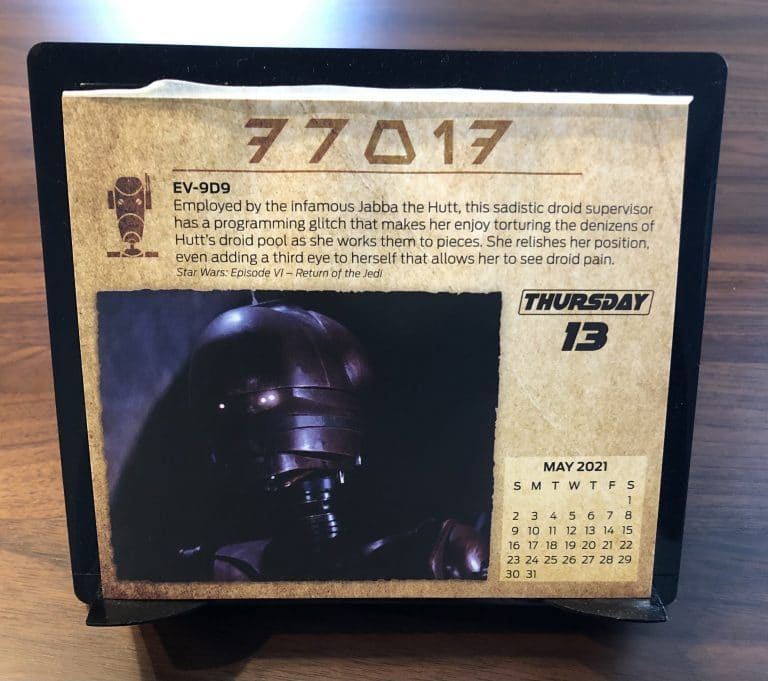 EV-9D9
Employed by the infamous Jabba the Hutt, this sadistic droid supervisor
has a programming glitch that makes her enjoy torturing the denizens of
Hutt's droid pool as she works them to pieces. She relishes her position,
even adding a third eye to herself that allows her to see droid pain.
Star Wars: Episode VI – Return of the Jedi
THURSDAY
13
MAY 2021
S M T W T F S
1
2 3 4 5 6 7 8
9 10 11 12 13 14 15
16 17 18 19 20 21 22
23 24 25 26 27 28 29
30 31